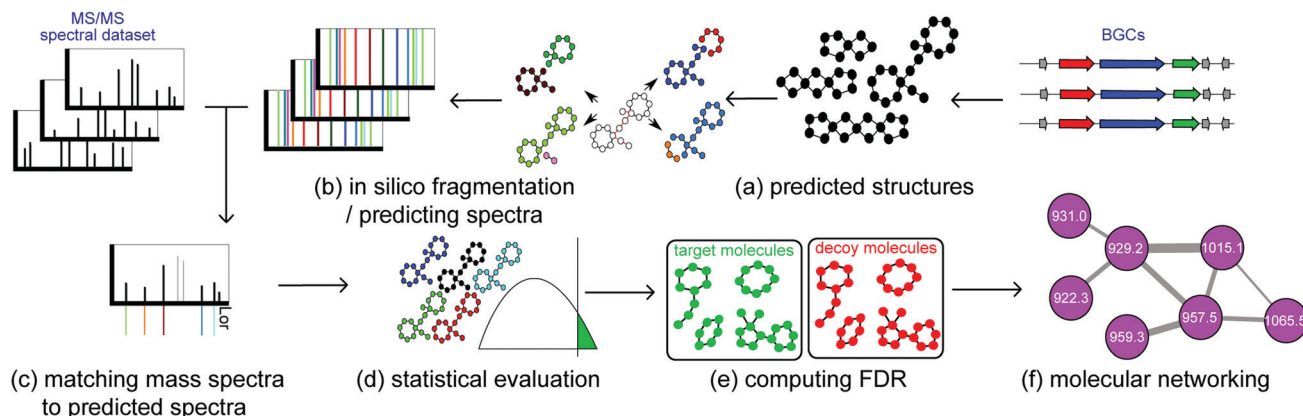 MS/MS
spectral dataset
BGCs
(b) in silico fragmentation
/ predicting spectra
(a) predicted structures
931.0
929.2
1015.1
922.3
957.5
959.3
1065.5
Lor
target molecules
decoy molecules
(c) matching mass spectra
to predicted spectra
(d) statistical evaluation
(e) computing FDR
(f) molecular networking